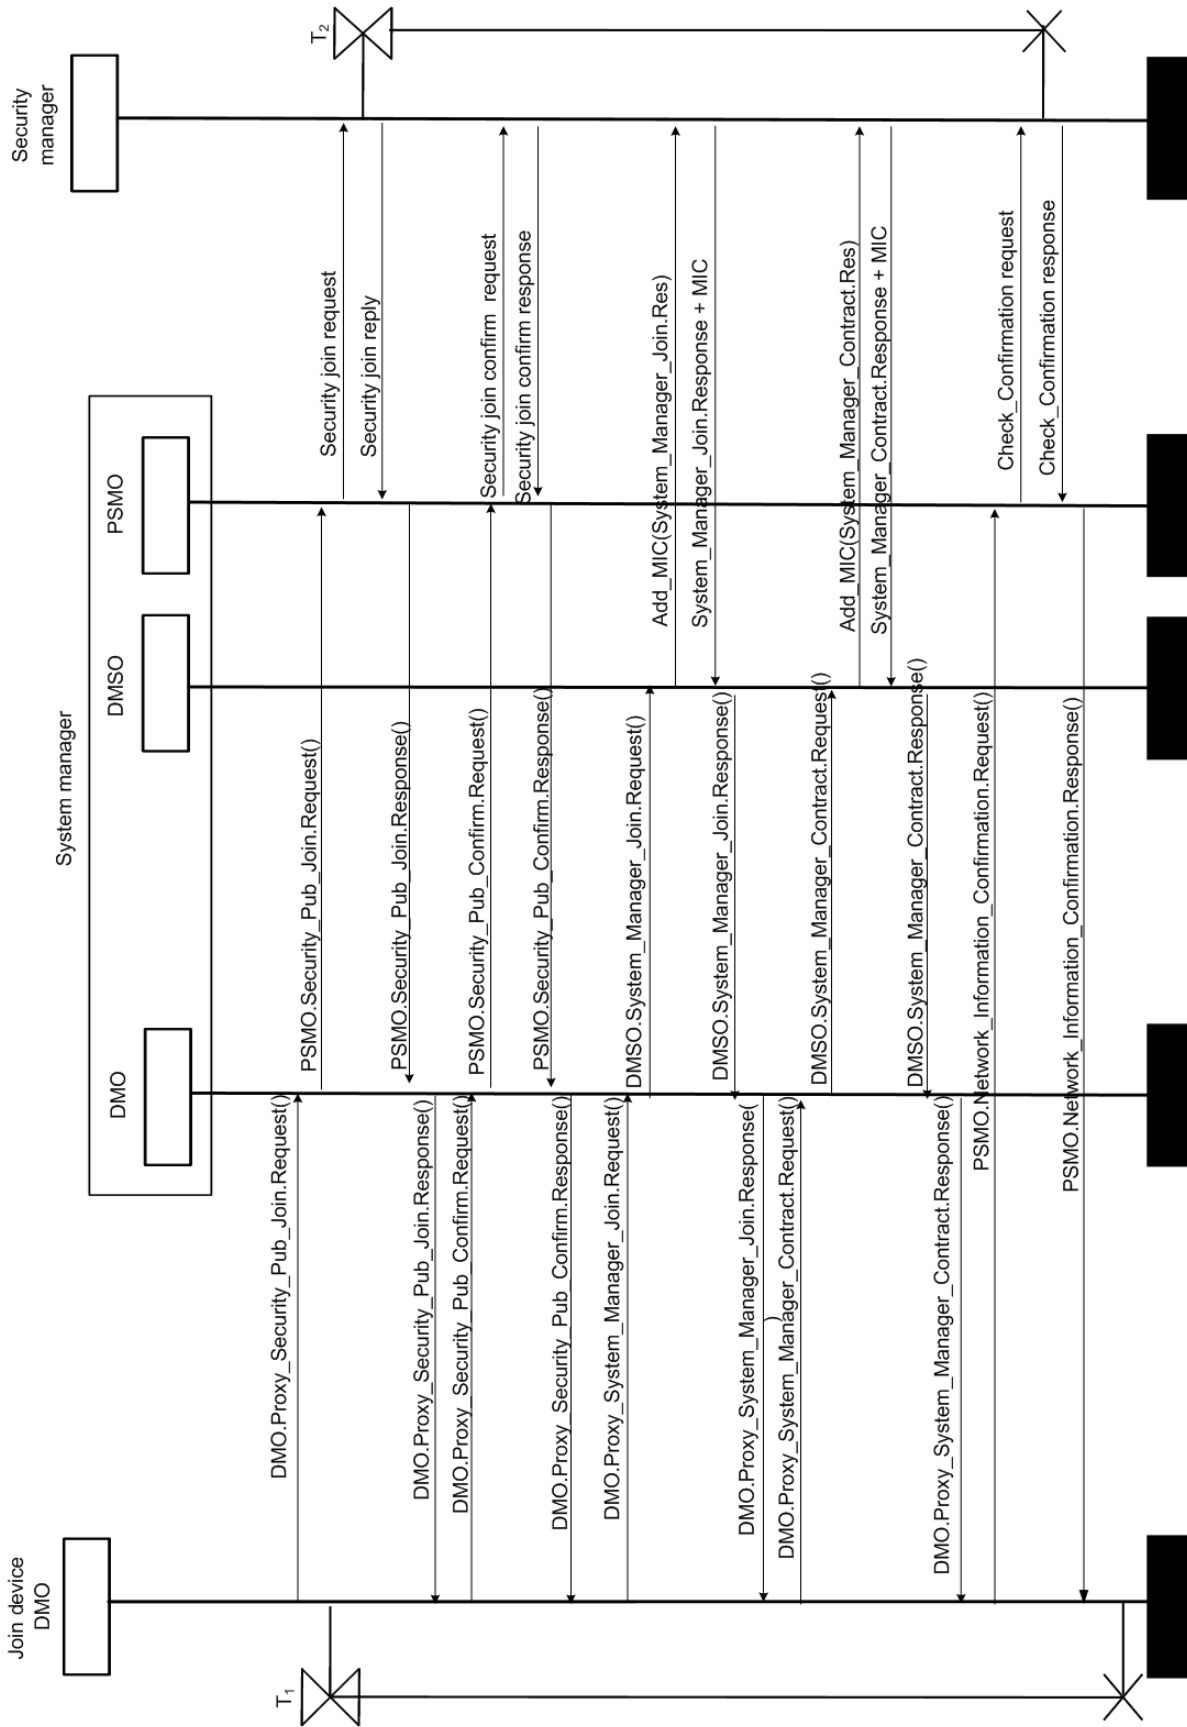 Join device
DMO
System manager
DMO
DMSO
PSMO
Security
manager
T1
T2
DMO.Proxy_Security_Pub_Join.Request()
PSMO.Security_Pub_Join.Request()
Security join request
Security join reply
PSMO.Security_Pub_Join.Response()
DMO.Proxy_Security_Pub_Join.Response()
DMO.Proxy_Security_Pub_Confirm.Request()
PSMO.Security_Pub_Confirm.Request()
Security join confirm request
Security join confirm response
PSMO.Security_Pub_Confirm.Response()
DMO.Proxy_Security_Pub_Confirm.Response()
DMO.Proxy_System_Manager_Join.Request()
DMSO.System_Manager_Join.Request()
Add_MIC(System_Manager_Join.Res)
System_Manager_Join.Response + MIC
DMSO.System_Manager_Join.Response()
DMO.Proxy_System_Manager_Join.Response(
)
DMO.Proxy_System_Manager_Contract.Request()
DMSO.System_Manager_Contract.Request()
Add_MIC(System_Manager_Contract.Res)
System_Manager_Contract.Response + MIC
DMSO.System_Manager_Contract.Response()
DMO.Proxy_System_Manager_Contract.Response()
PSMO.Network_Information_Confirmation.Request()
Check_Confirmation request
Check_Confirmation response
PSMO.Network_Information_Confirmation.Response()